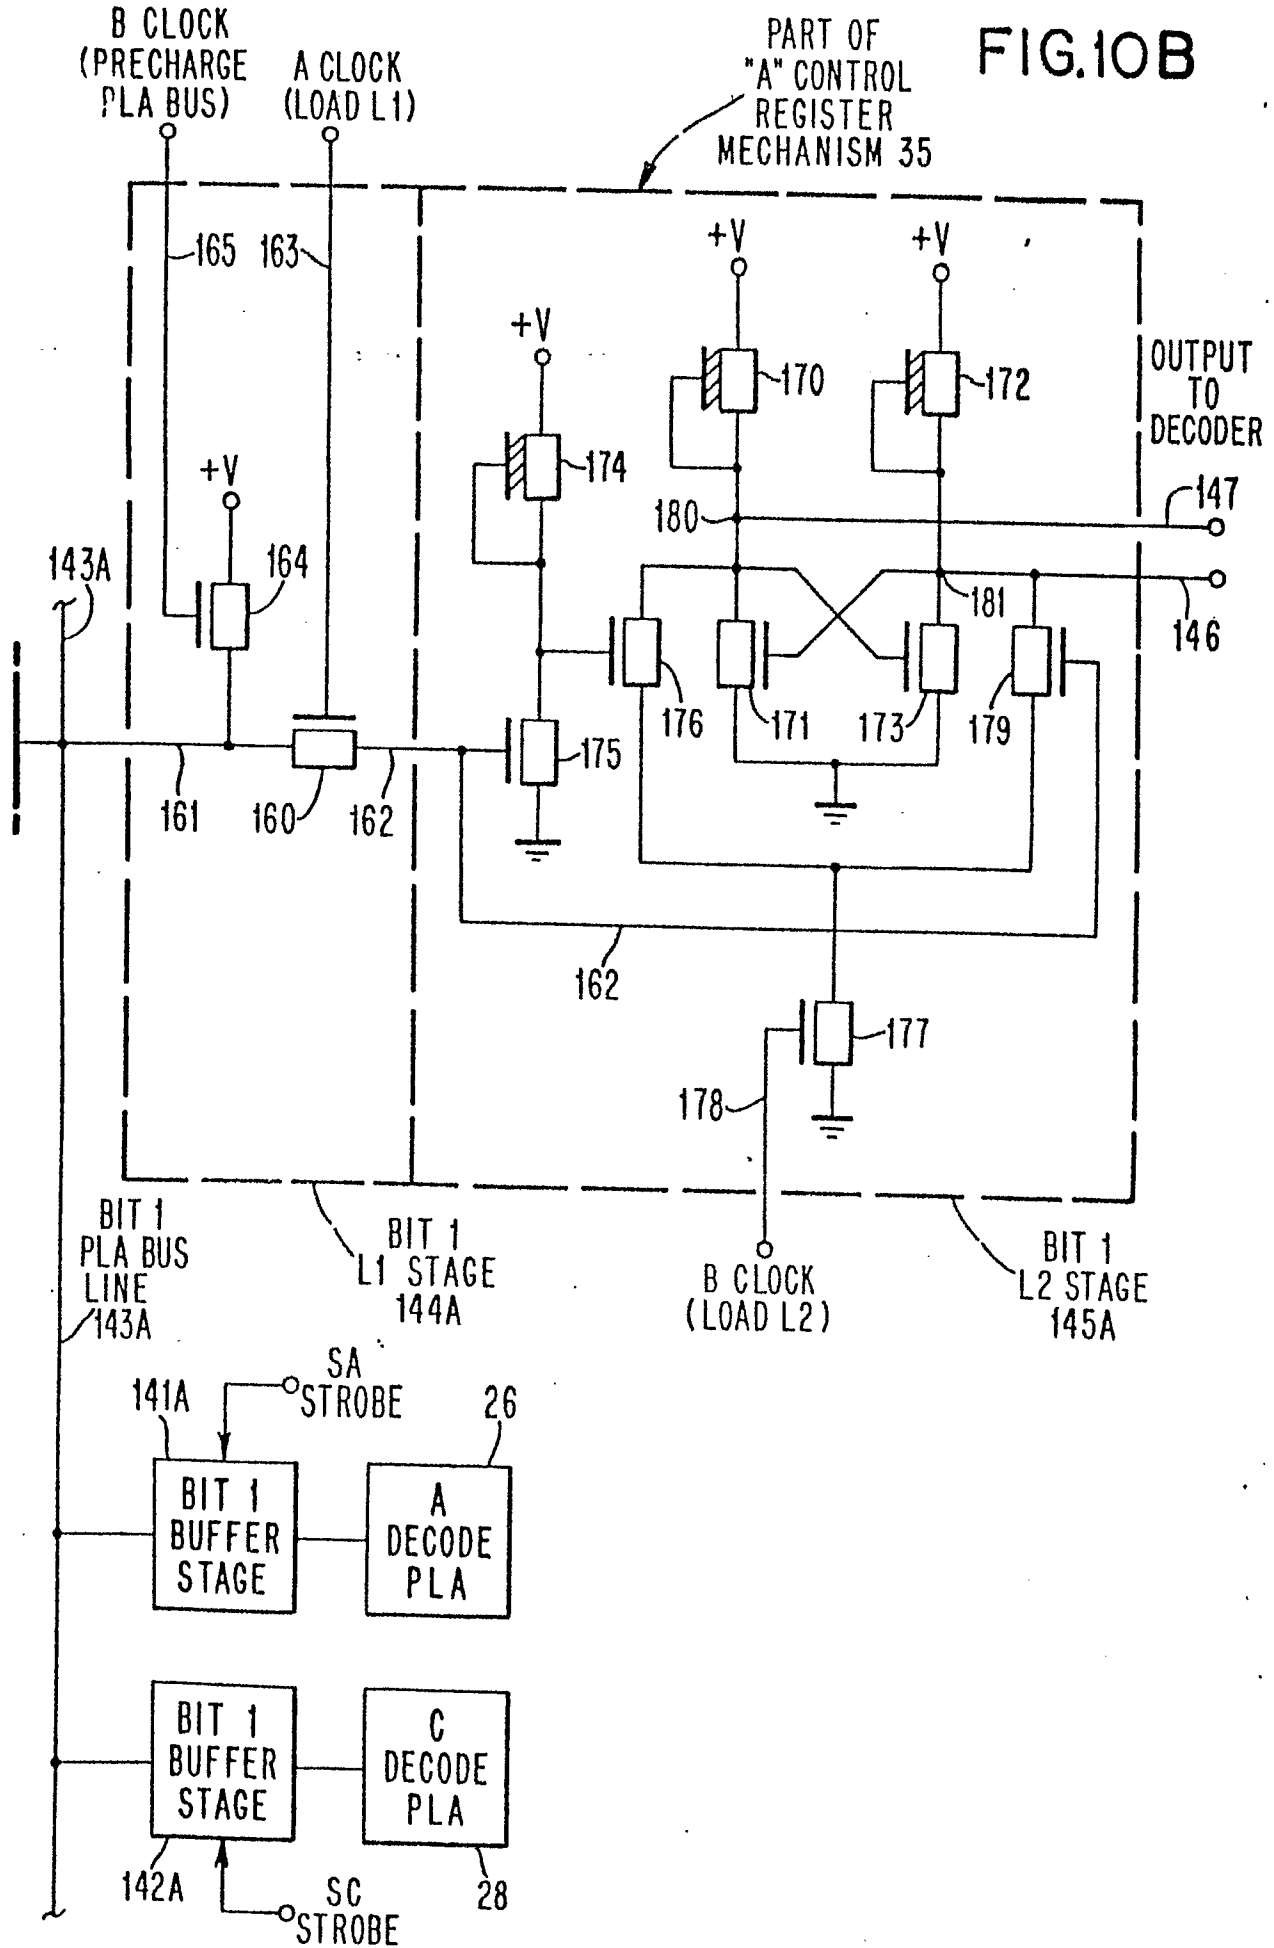 FIG.10B
B CLOCK
(PRECHARGE
PLA BUS)
A CLOCK
(LOAD L1)
PART OF
"A" CONTROL
REGISTER
MECHANISM 35
165
163
+V
+V
+V
170
172
OUTPUT
TO
DECODER
174
+V
147
180
143A
164
181
146
176
171
173
179
175
161
160
162
162
177
178
BIT 1
PLA BUS
LINE
143A
BIT 1
L1 STAGE
144A
B CLOCK
(LOAD L2)
BIT 1
L2 STAGE
145A
SA
STROBE
141A
26
BIT 1
BUFFER
STAGE
A
DECODE
PLA
BIT 1
BUFFER
STAGE
C
DECODE
PLA
142A
28
SC
STROBE